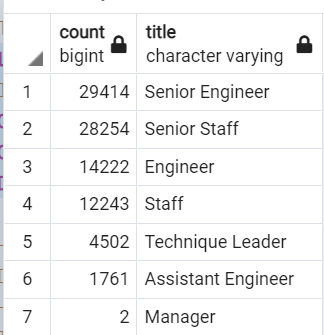 count title
bigint character varying
1 29414 Senior Engineer
2 28254 Senior Staff
3 14222 Engineer
4 12243 Staff
5 4502 Technique Leader
6 1761 Assistant Engineer
7 2 Manager